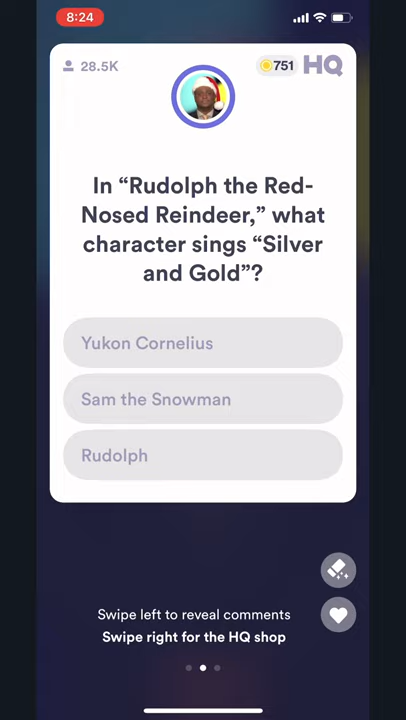 8:24
28.5K
751 HQ
In “Rudolph the Red-
Nosed Reindeer,” what
character sings “Silver
and Gold”?
Yukon Cornelius
Sam the Snowman
Rudolph
Swipe left to reveal comments
Swipe right for the HQ shop